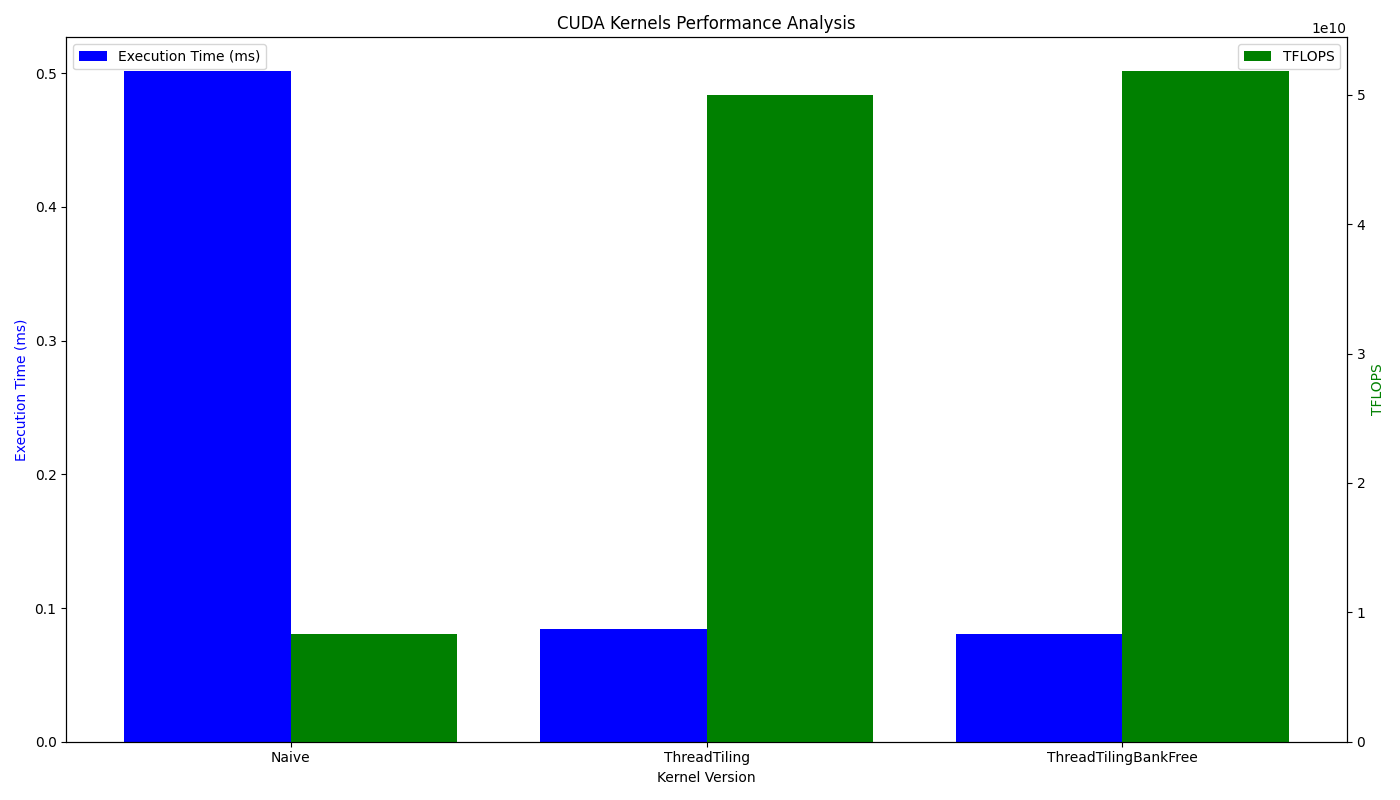 CUDA Kernels Performance Analysis
1e10
Execution Time (ms)
TFLOPS
0.5
0.4
0.3
0.2
0.1
0.0
Execution Time (ms)
5
4
3
2
1
0
TFLOPS
Naive
ThreadTiling
ThreadTilingBankFree
Kernel Version